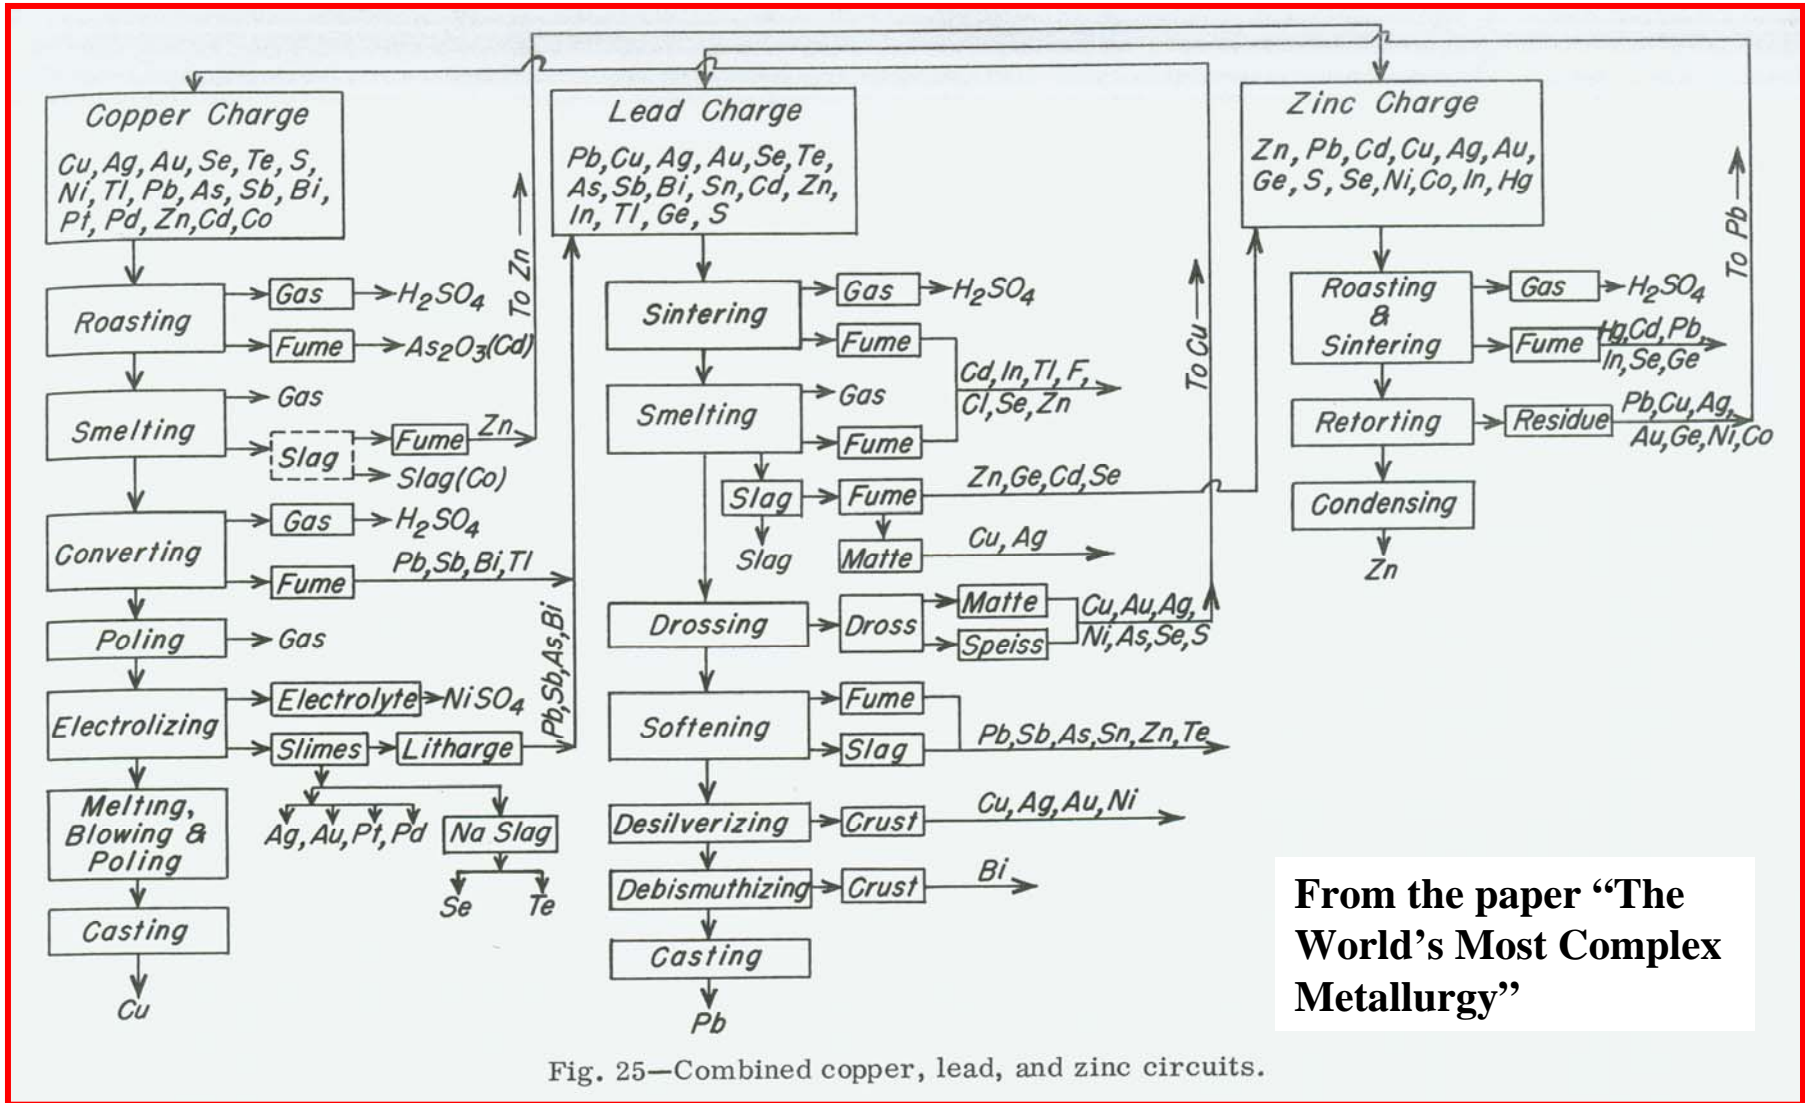 Copper Charge
Cu, Ag, Au, Se, Te, S,
Ni, Tl, Pb, As, Sb, Bi,
Pt, Pd, Zn, Cd, Co
Roasting
Gas
H2SO4
Fume
As2O3(Cd)
Smelting
Gas
Slag
Fume
Zn
Slag(Co)
To Zn
Converting
Gas
H2SO4
Fume
Pb, Sb, Bi, Tl
Poling
Gas
Electrolizing
Electrolyte
NiSO4
Slimes
Litharge
Pb, Sb, As, Bi
Ag, Au, Pt, Pd
Na Slag
Se
Te
Melting,
Blowing &
Poling
Casting
Cu
Lead Charge
Pb, Cu, Ag, Au, Se, Te,
As, Sb, Bi, Sn, Cd, Zn,
In, Tl, Ge, S
Sintering
Gas
H2SO4
Fume
Smelting
Gas
Fume
Cd, In, Tl, F,
Cl, Se, Zn
Slag
Fume
Zn, Ge, Cd, Se
Slag
Matte
Cu, Ag
Drossing
Dross
Matte
Speiss
Cu, Au, Ag,
Ni, As, Se, S
To Cu
Softening
Fume
Slag
Pb, Sb, As, Sn, Zn, Te
Desilverizing
Crust
Cu, Ag, Au, Ni
Debismuthizing
Crust
Bi
Casting
Pb
Zinc Charge
Zn, Pb, Cd, Cu, Ag, Au,
Ge, S, Se, Ni, Co, In, Hg
Roasting
&
Sintering
Gas
H2SO4
Fume
Hg, Cd, Pb,
In, Se, Ge
Retorting
Residue
Pb, Cu, Ag,
Au, Ge, Ni, Co
To Pb
Condensing
Zn
From the paper “The
World’s Most Complex
Metallurgy”
Fig. 25—Combined copper, lead, and zinc circuits.